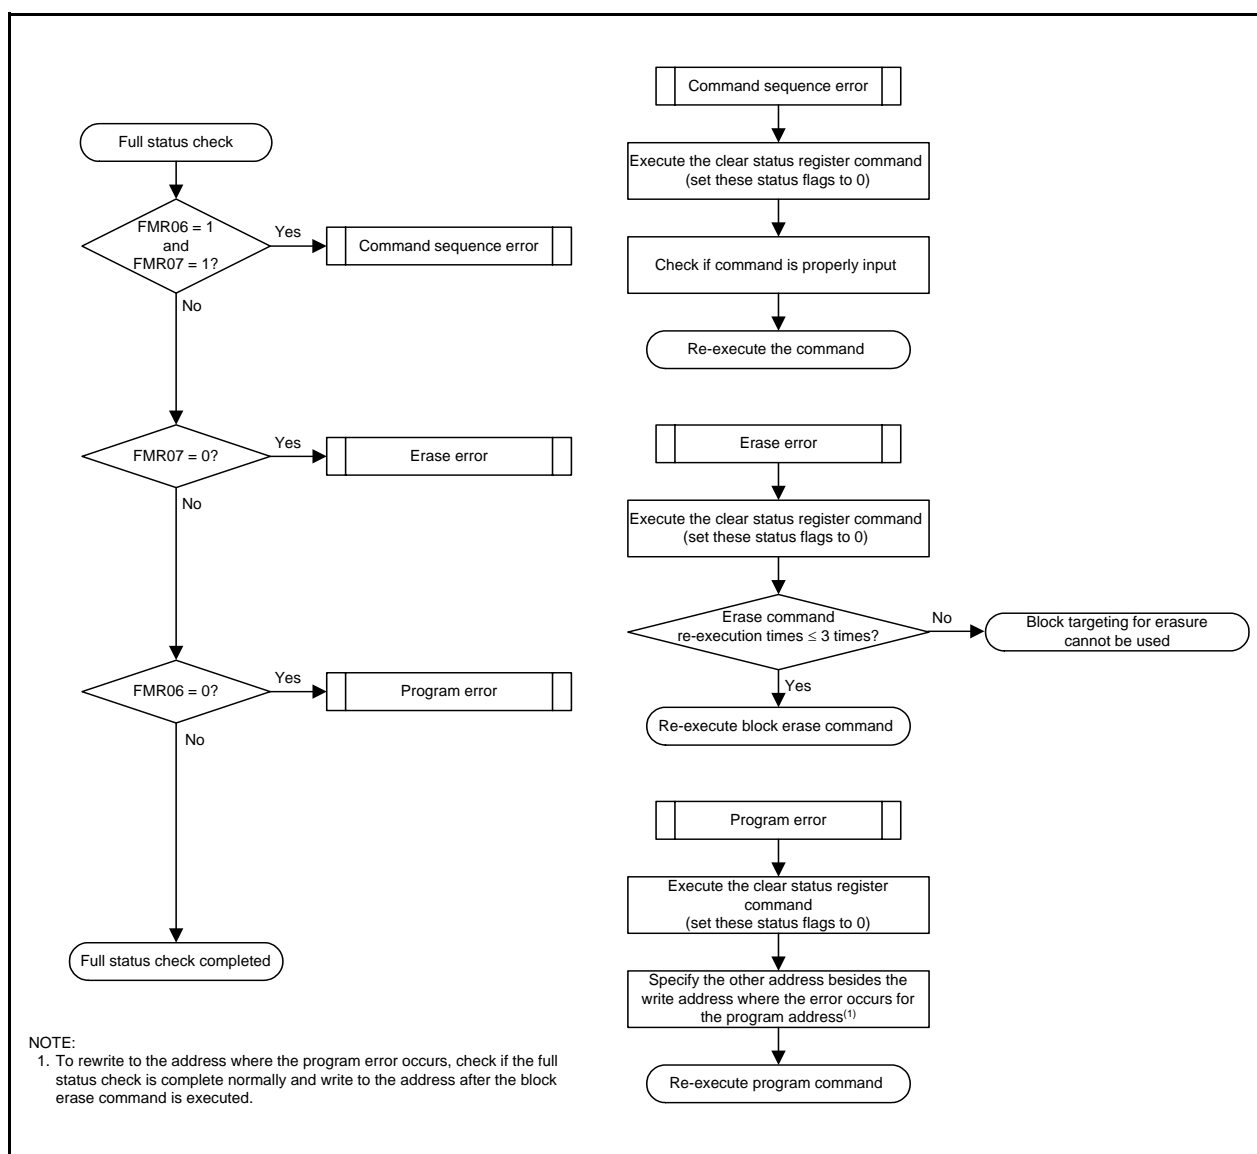 Full status check
FMR06 = 1
and
FMR07 = 1?
Yes
Command sequence error
No
FMR07 = 0?
Yes
Erase error
No
FMR06 = 0?
Yes
Program error
No
Full status check completed
Command sequence error
Execute the clear status register command
(set these status flags to 0)
Check if command is properly input
Re-execute the command
Erase error
Execute the clear status register command
(set these status flags to 0)
Erase command
re-execution times ≤ 3 times?
No
Block targeting for erasure
cannot be used
Yes
Re-execute block erase command
Program error
Execute the clear status register
command
(set these status flags to 0)
Specify the other address besides the
write address where the error occurs for
the program address(1)
Re-execute program command
NOTE:
1. To rewrite to the address where the program error occurs, check if the full
status check is complete normally and write to the address after the block
erase command is executed.